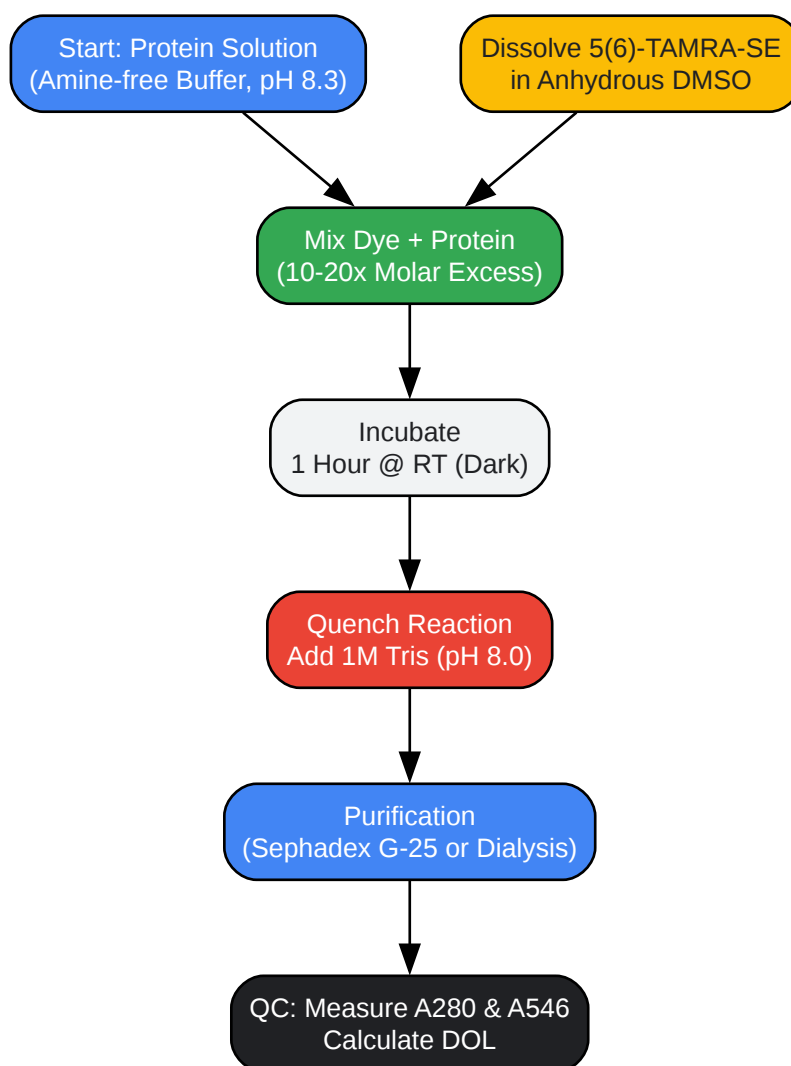 Start: Protein Solution
(Amine-free Buffer, pH 8.3)
Dissolve 5(6)-TAMRA-SE
in Anhydrous DMSO
Mix Dye + Protein
(10-20x Molar Excess)
Incubate
1 Hour @ RT (Dark)
Quench Reaction
Add 1M Tris (pH 8.0)
Purification
(Sephadex G-25 or Dialysis)
QC: Measure A280 & A546
Calculate DOL